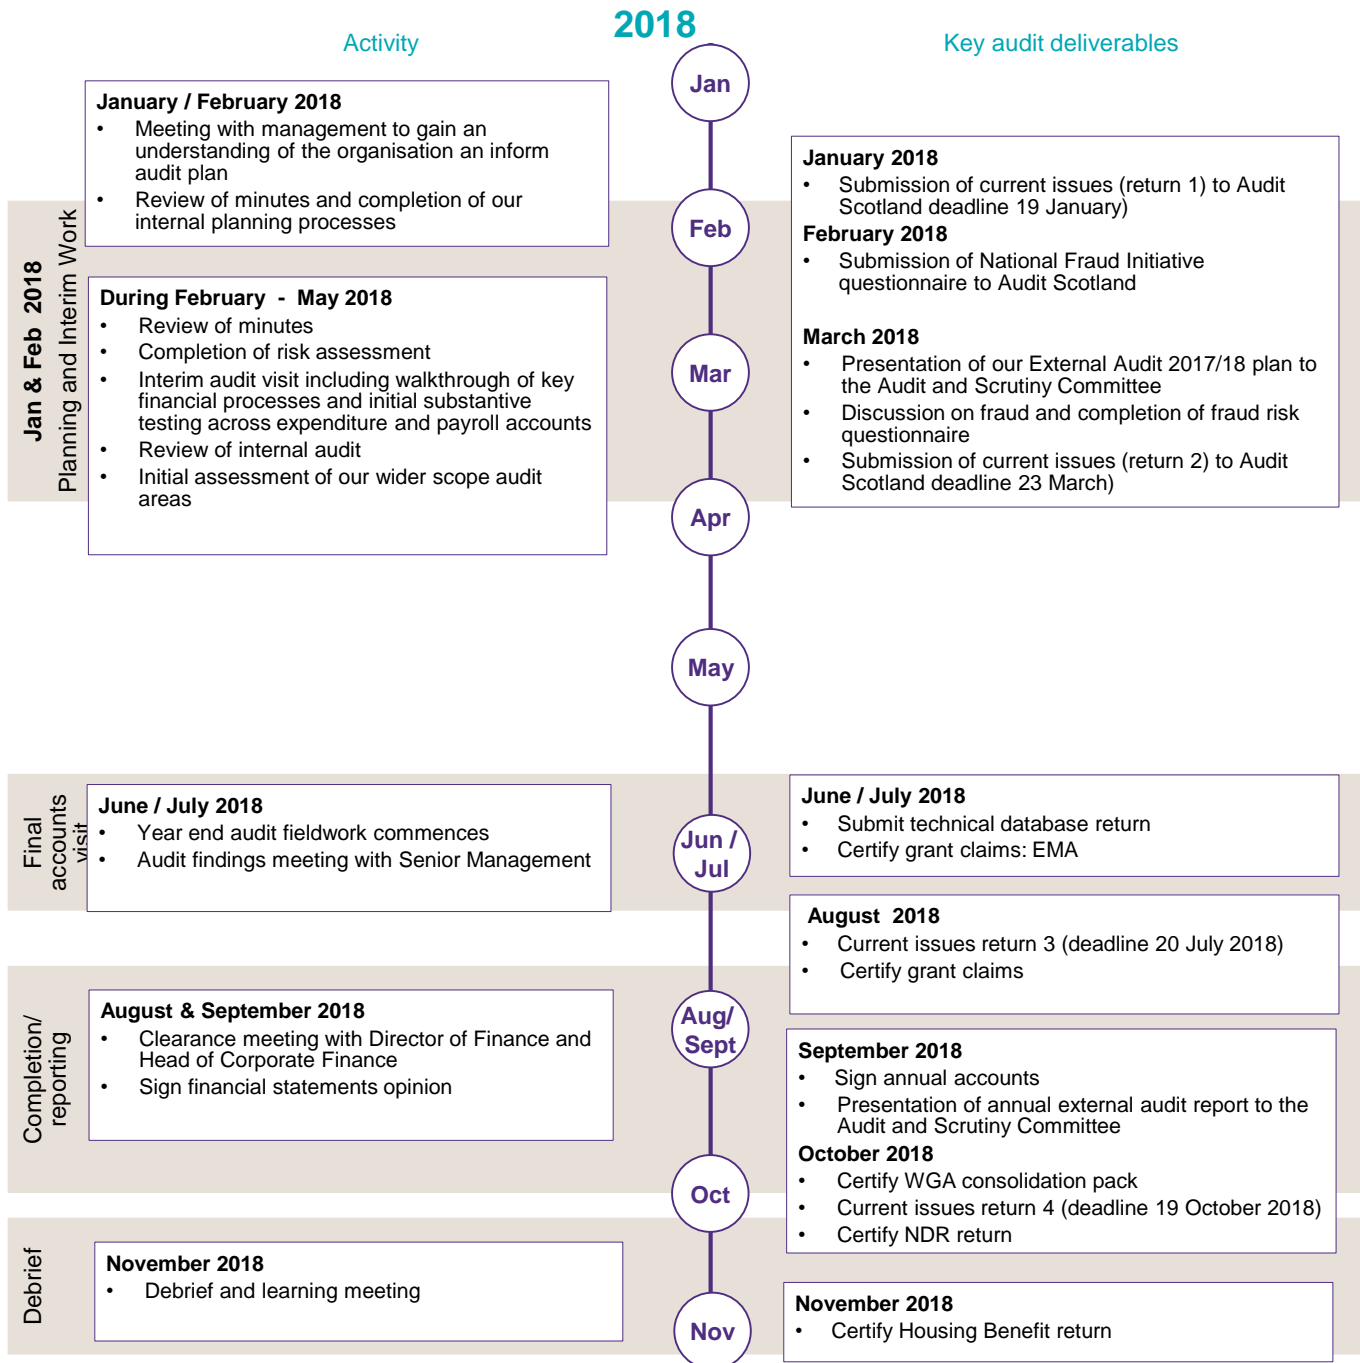 2018
Activity
Key audit deliverables
Jan
January / February 2018
• Meeting with management to gain an
understanding of the organisation an inform
audit plan
• Review of minutes and completion of our
internal planning processes
January 2018
• Submission of current issues (return 1) to Audit
Scotland deadline 19 January)
February 2018
• Submission of National Fraud Initiative
questionnaire to Audit Scotland
March 2018
• Presentation of our External Audit 2017/18 plan to
the Audit and Scrutiny Committee
• Discussion on fraud and completion of fraud risk
questionnaire
• Submission of current issues (return 2) to Audit
Scotland deadline 23 March)
Feb
Jan & Feb 2018
Planning and Interim Work
During February - May 2018
• Review of minutes
• Completion of risk assessment
• Interim audit visit including walkthrough of key
financial processes and initial substantive
testing across expenditure and payroll accounts
• Review of internal audit
• Initial assessment of our wider scope audit
areas
Mar
Apr
May
Final
accounts
visit
June / July 2018
• Year end audit fieldwork commences
• Audit findings meeting with Senior Management
Jun /
Jul
June / July 2018
• Submit technical database return
• Certify grant claims: EMA
August 2018
• Current issues return 3 (deadline 20 July 2018)
• Certify grant claims
Completion/
reporting
August & September 2018
• Clearance meeting with Director of Finance and
Head of Corporate Finance
• Sign financial statements opinion
Aug/
Sept
September 2018
• Sign annual accounts
• Presentation of annual external audit report to the
Audit and Scrutiny Committee
October 2018
• Certify WGA consolidation pack
• Current issues return 4 (deadline 19 October 2018)
• Certify NDR return
Oct
Debrief
November 2018
• Debrief and learning meeting
Nov
November 2018
• Certify Housing Benefit return